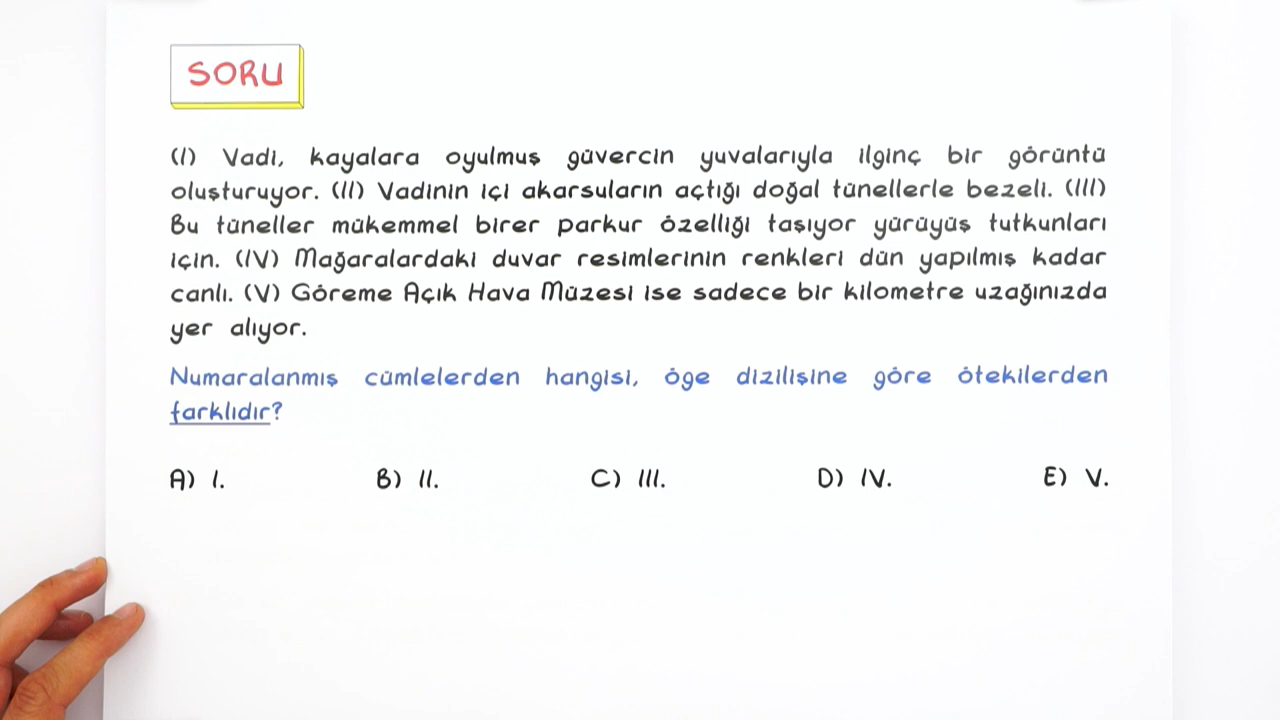 SORU
(I) Vadi, kayalara oyulmuş güvercin yuvalarıyla ilginç bir görüntü
oluşturuyor. (II) Vadinin içi akarsuların açtığı doğal tünellerle bezeli. (III)
Bu tüneller mükemmel birer parkur özelliği taşıyor yürüyüş tutkunları
için. (IV) Mağaralardaki duvar resimlerinin renkleri dün yapılmış kadar
canlı. (V) Göreme Açık Hava Müzesi ise sadece bir kilometre uzağınızda
yer alıyor.
Numaralanmış cümlelerden hangisi, öge dizilişine göre ötekilerden
farklıdır?
A) I. B) II. C) III. D) IV. E) V.